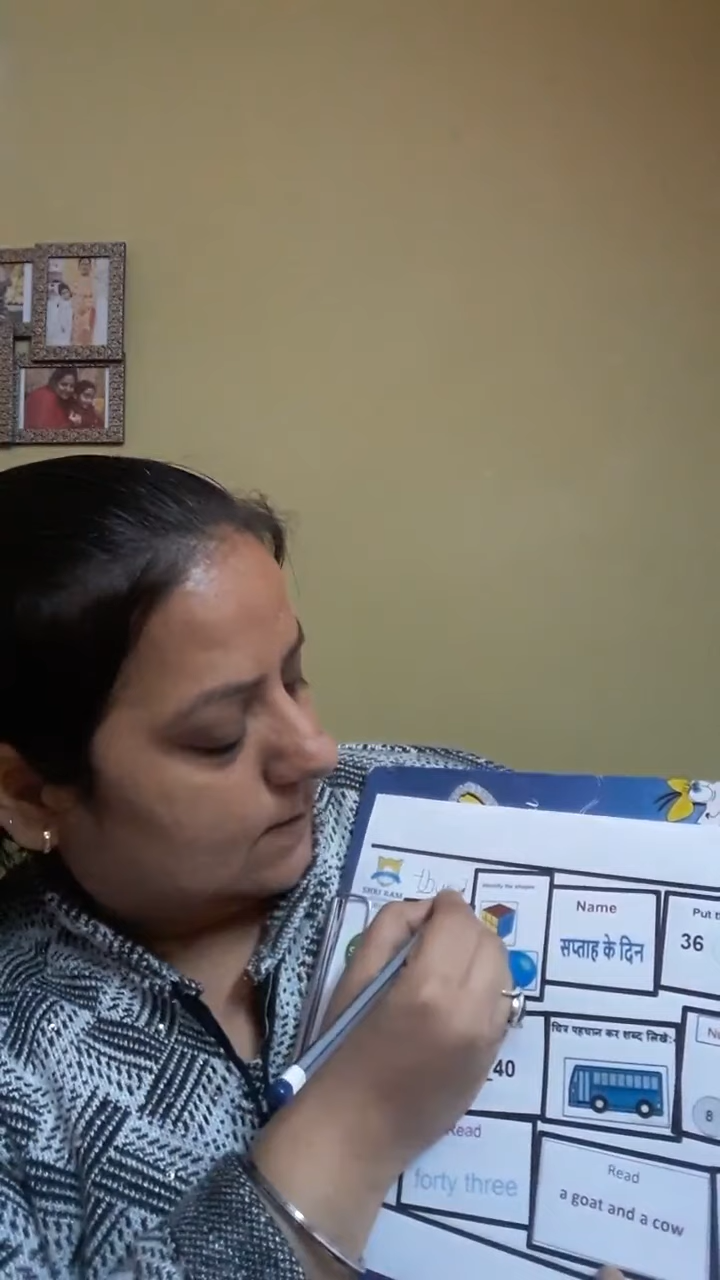 SHRI RAM
Identify the shapes
Name
सप्ताह के दिन
Put t
36
40
चित्र पहचान कर शब्द लिखे:-
8
Read
forty three
Read
a goat and a cow